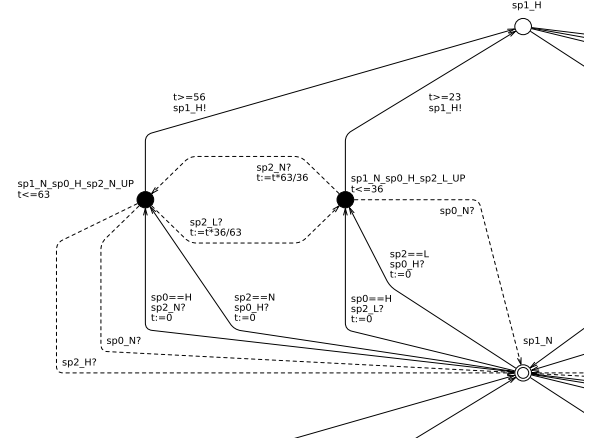 sp1_H
t>=56
sp1_H!
t>=23
sp1_H!
sp2_N?
t:=t*63/36
sp1_N_sp0_H_sp2_N_UP
t<=63
sp1_N_sp0_H_sp2_L_UP
t<=36
sp0_N?
sp2_L?
t:=t*36/63
sp2==L
sp0_H?
t:=0
sp0==H
sp2_N?
t:=0
sp2==N
sp0_H?
t:=0
sp0==H
sp2_L?
t:=0
sp0_N?
sp1_N
sp2_H?